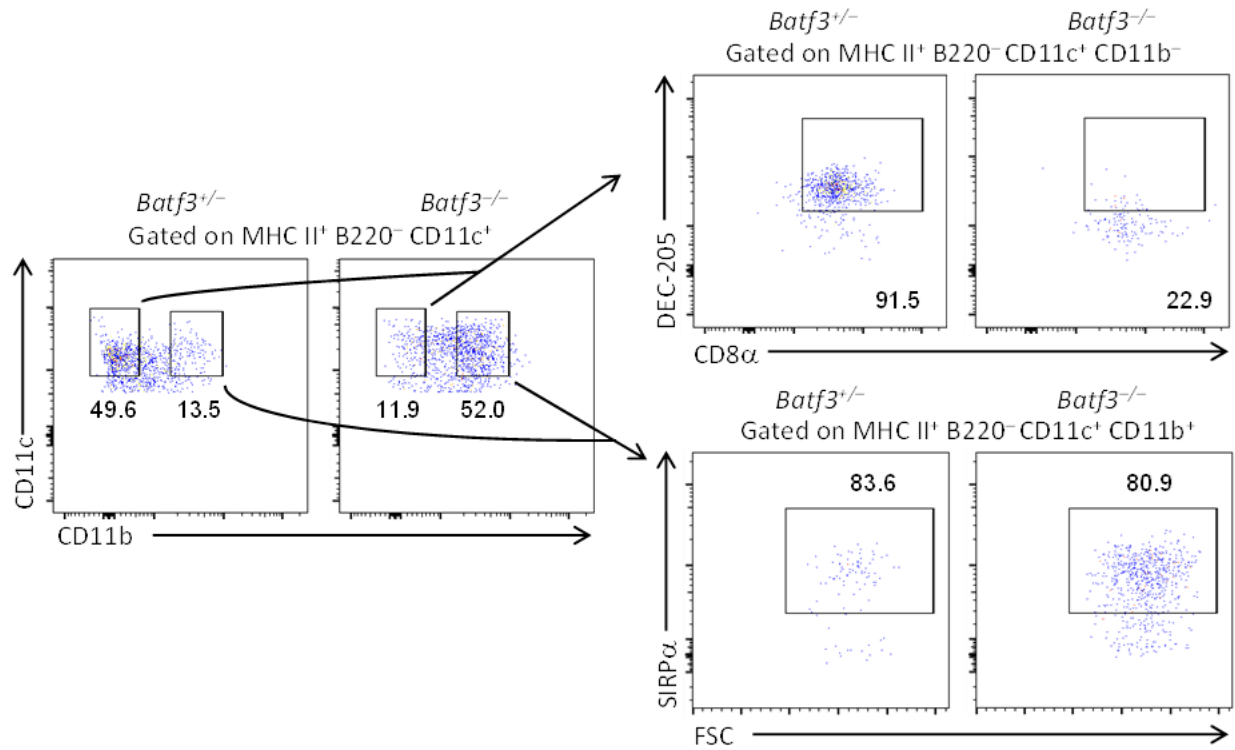 Batf3+/− Batf3−/−
Gated on MHC II+ B220− CD11c+
CD11c
49.6 13.5 11.9 52.0
CD11b
Batf3+/− Batf3−/−
Gated on MHC II+ B220− CD11c+ CD11b−
DEC-205
91.5 22.9
CD8α
Batf3+/− Batf3−/−
Gated on MHC II+ B220− CD11c+ CD11b+
83.6 80.9
SIRPα
FSC